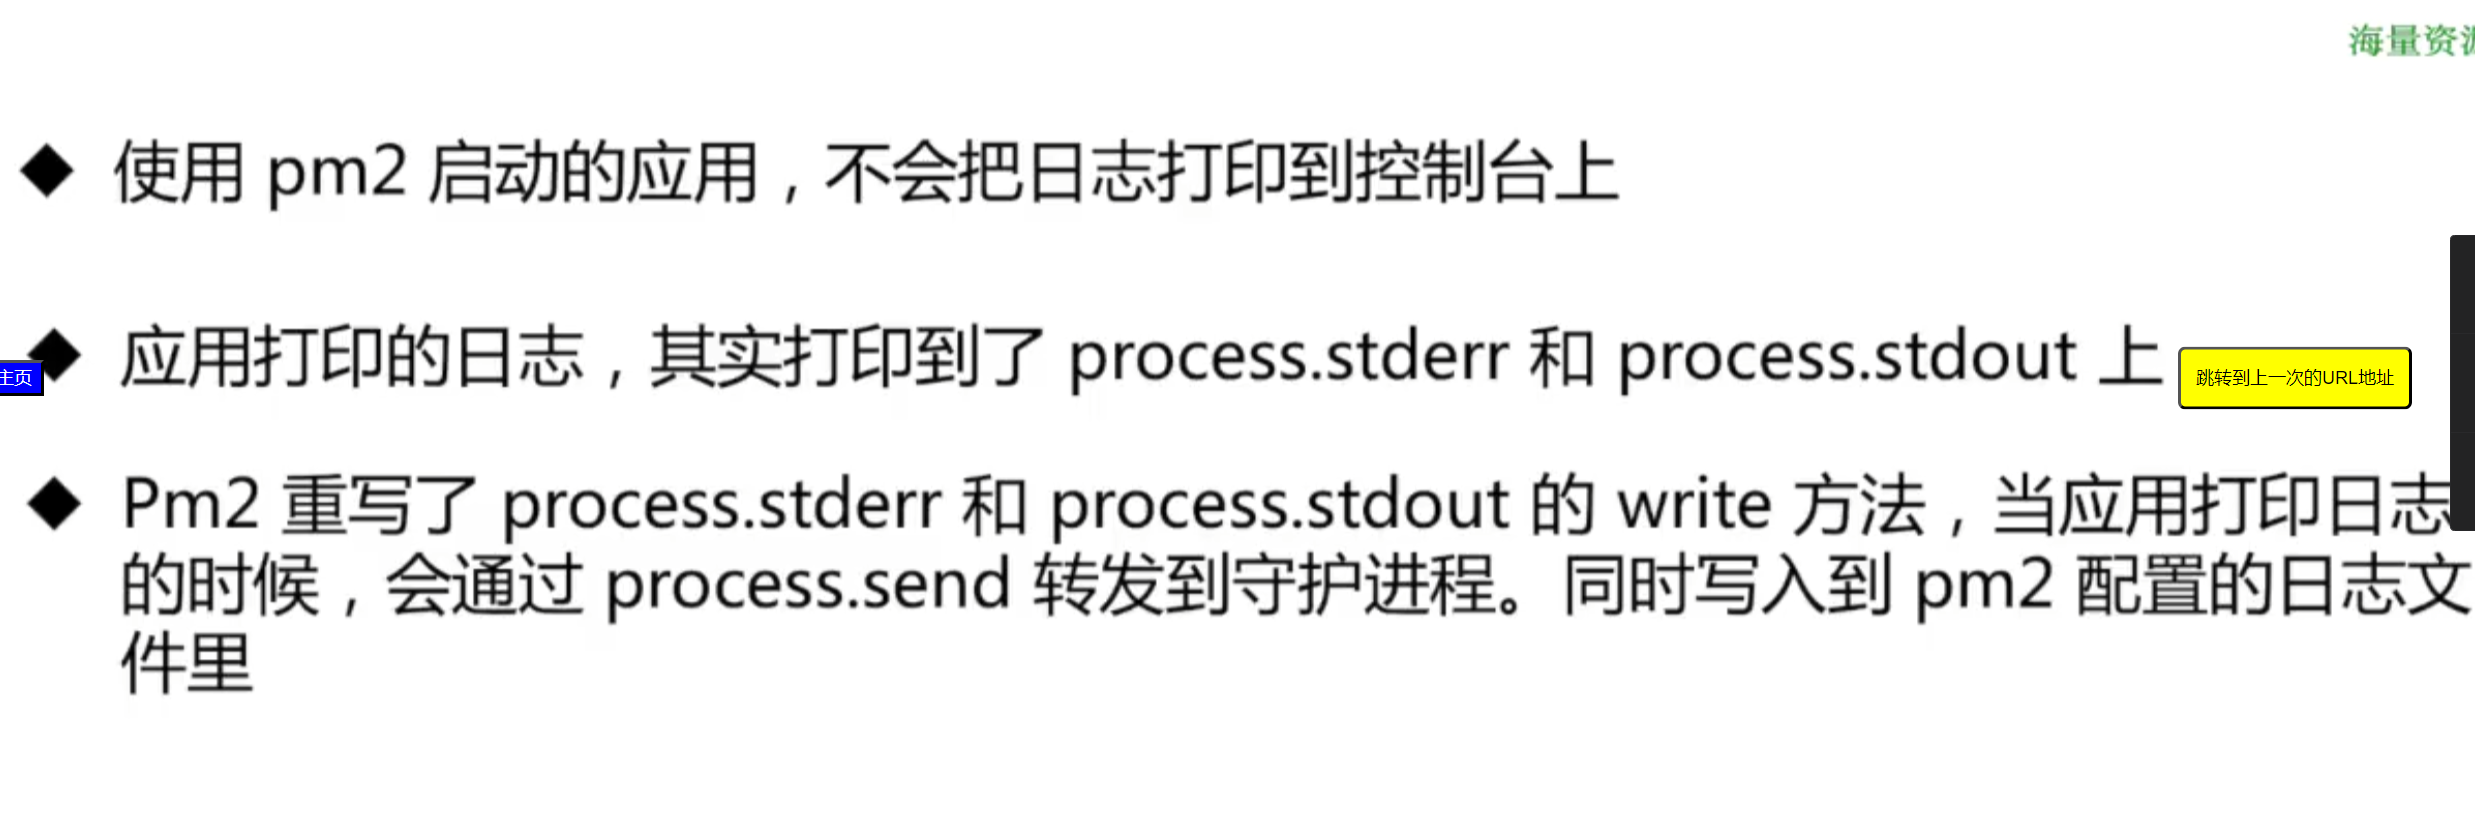 海量资
使用 pm2 启动的应用，不会把日志打印到控制台上
应用打印的日志，其实打印到了 process.stderr 和 process.stdout 上
主页
跳转到上一次的URL地址
Pm2 重写了 process.stderr 和 process.stdout 的 write 方法，当应用打印日志
的时候，会通过 process.send 转发到守护进程。同时写入到 pm2 配置的日志文
件里